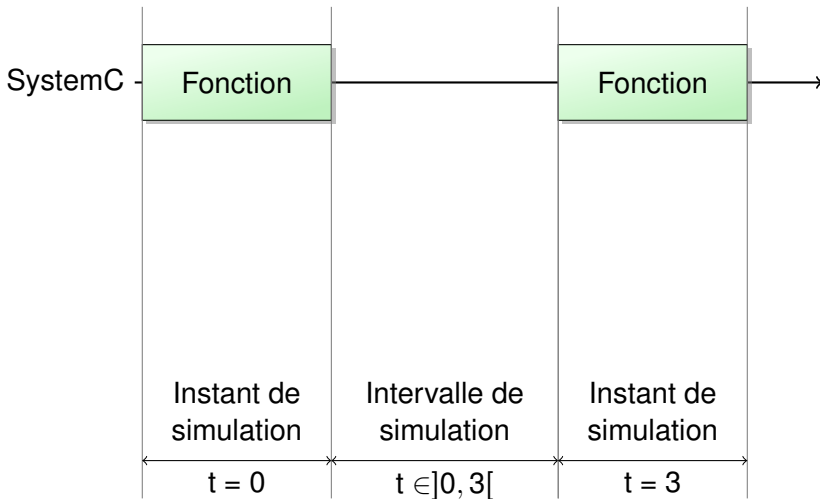 SystemC Fonction Fonction
Instant de Intervalle de Instant de
simulation simulation simulation
t = 0 t ∈]0, 3[ t = 3